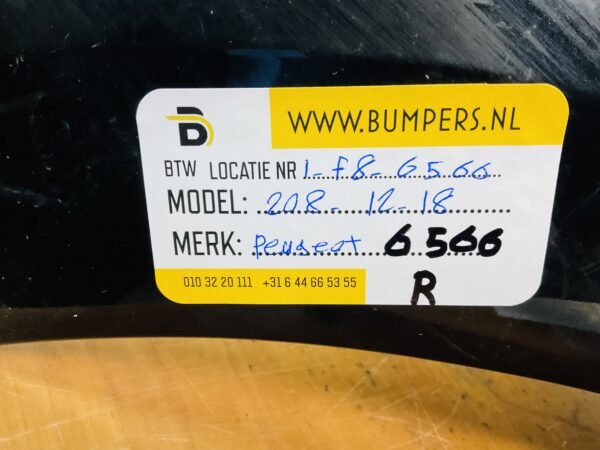 WWW.BUMPERS.NL
BTW LOCATIE NR 1-f8-6566
MODEL: 208-12-18
MERK: Peugeot 6566
010 32 20 111 +31 6 44 66 53 55
R